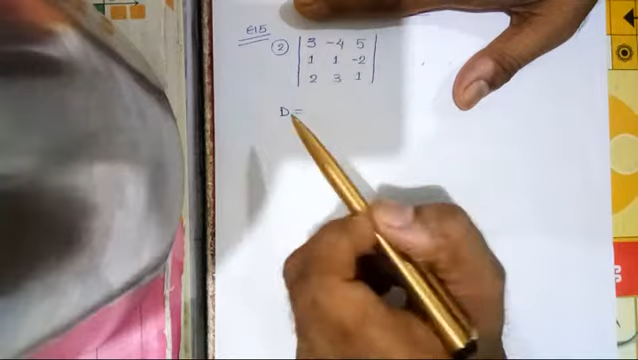 E15
② | 3 -4 5 |
| 1 1 -2 |
| 2 3 1 |
D =